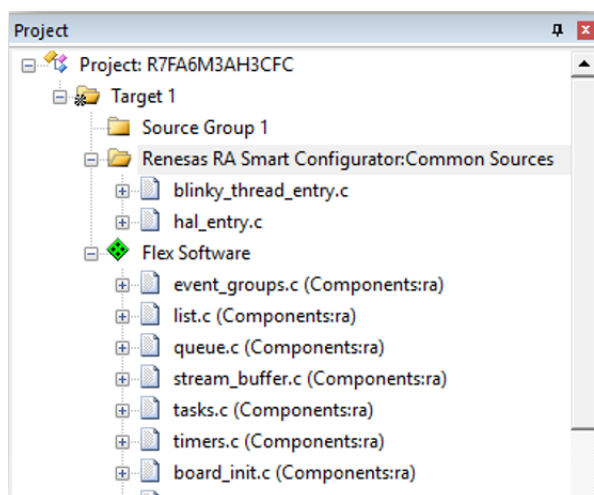 Project
Project: R7FA6M3AH3CFC
Target 1
Source Group 1
Renesas RA Smart Configurator:Common Sources
blinky_thread_entry.c
hal_entry.c
Flex Software
event_groups.c (Components:ra)
list.c (Components:ra)
queue.c (Components:ra)
stream_buffer.c (Components:ra)
tasks.c (Components:ra)
timers.c (Components:ra)
board_init.c (Components:ra)